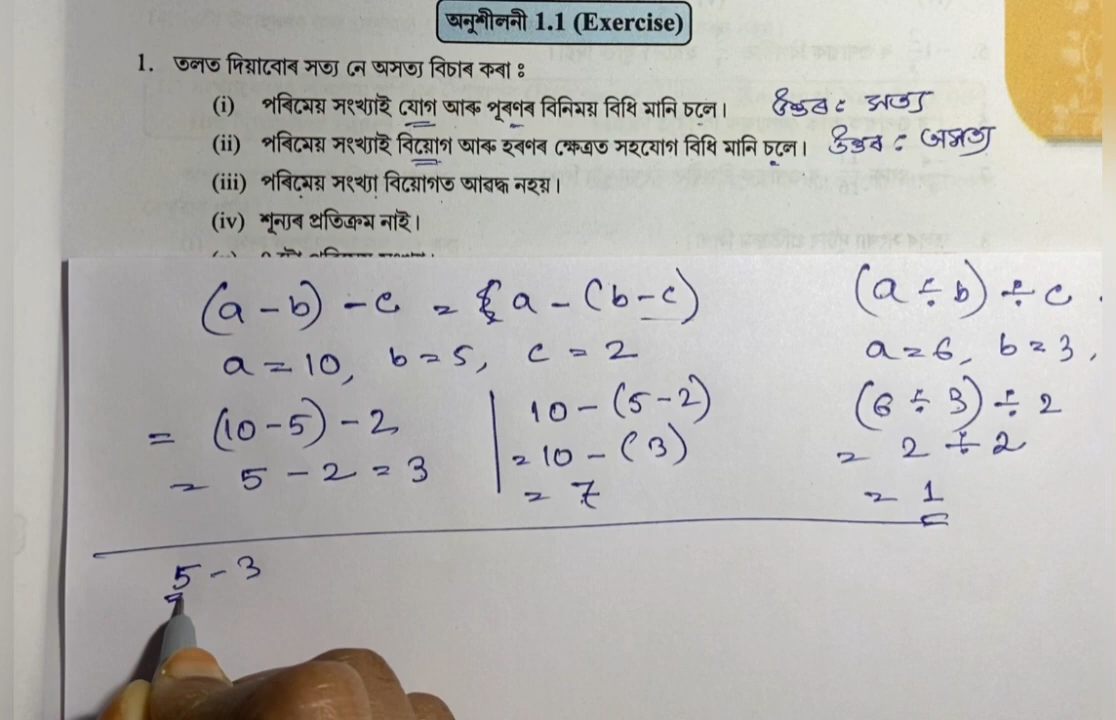 অনুশীলনী 1.1 (Exercise)
1. তলত দিয়াবোৰ সত্য নে অসত্য বিচাৰ কৰা ঃ
(i) পৰিমেয় সংখ্যাই যোগ আৰু পূৰণৰ বিনিময় বিধি মানি চলে। উত্তৰ : সত্য
(ii) পৰিমেয় সংখ্যাই বিয়োগ আৰু হৰণৰ ক্ষেত্ৰত সহযোগ বিধি মানি চলে। উত্তৰ : অসত্য
(iii) পৰিমেয় সংখ্যা বিয়োগত আৱদ্ধ নহয়।
(iv) শূন্যৰ প্ৰতিক্ৰম নাই।
(a - b) - c = a - (b - c) (a ÷ b) ÷ c
a = 10, b = 5, c = 2 a = 6, b = 3,
= (10 - 5) - 2 10 - (5 - 2) (6 ÷ 3) ÷ 2
= 5 - 2 = 3 = 10 - (3) = 2 ÷ 2
= 7 = 1
5 - 3